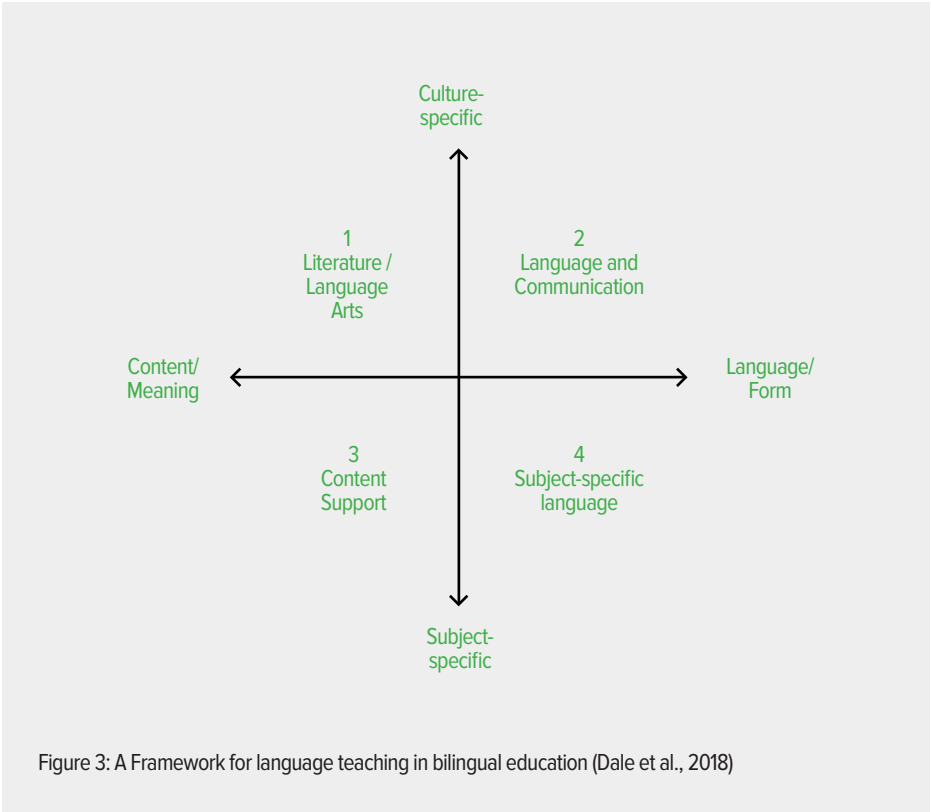 Culture-
specific
1
Literature /
Language
Arts
2
Language and
Communication
Content/
Meaning
Language/
Form
3
Content
Support
4
Subject-specific
language
Subject-
specific
Figure 3: A Framework for language teaching in bilingual education (Dale et al., 2018)